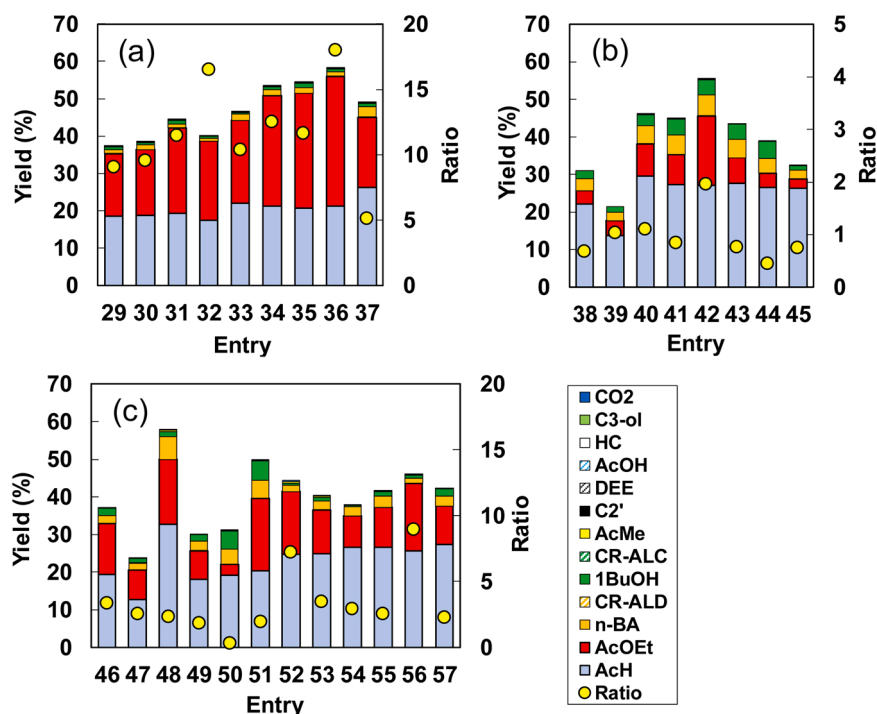 (a)
Yield (%)
70
60
50
40
30
20
10
0
20
15
10
5
0
Ratio
29 30 31 32 33 34 35 36 37
Entry
(b)
Yield (%)
70
60
50
40
30
20
10
0
5
4
3
2
1
0
Ratio
38 39 40 41 42 43 44 45
Entry
(c)
Yield (%)
70
60
50
40
30
20
10
0
20
15
10
5
0
Ratio
46 47 48 49 50 51 52 53 54 55 56 57
Entry
CO2
C3-ol
HC
AcOH
DEE
C2'
AcMe
CR-ALC
1BuOH
CR-ALD
n-BA
AcOEt
AcH
Ratio